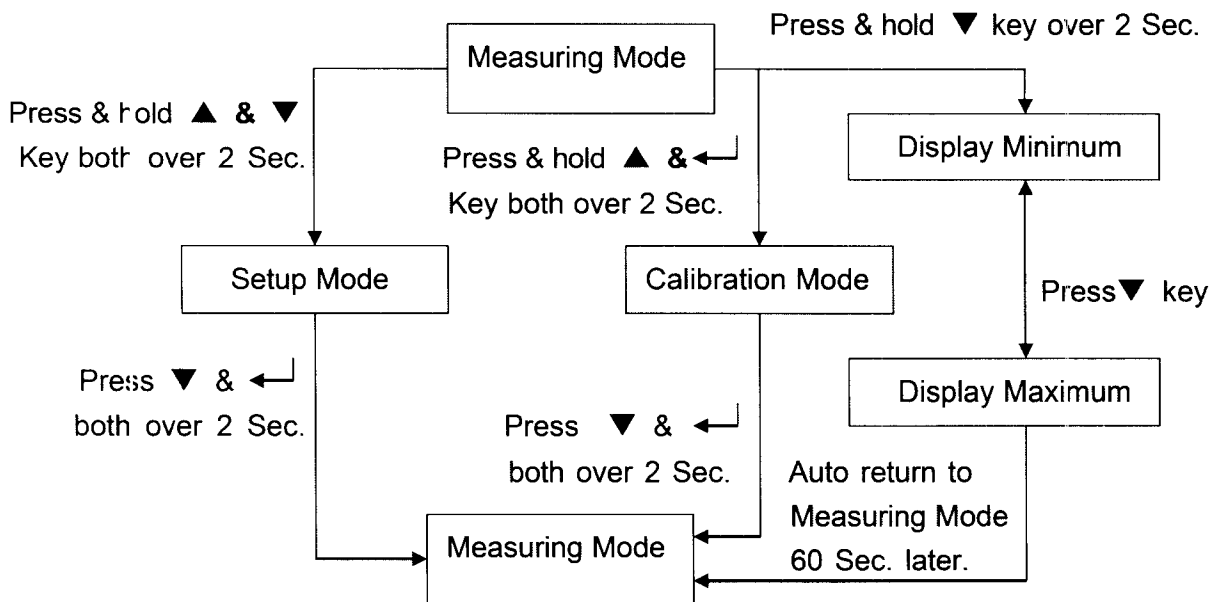 Measuring Mode
Press & hold ▼ key over 2 Sec.
Press & hold ▲ & ▼
Key both over 2 Sec.
Press & hold ▲ & ↵
Key both over 2 Sec.
Display Minimum
Setup Mode
Calibration Mode
Press ▼ key
Press ▼ & ↵
both over 2 Sec.
Press ▼ & ↵
both over 2 Sec.
Display Maximum
Auto return to
Measuring Mode
60 Sec. later.
Measuring Mode